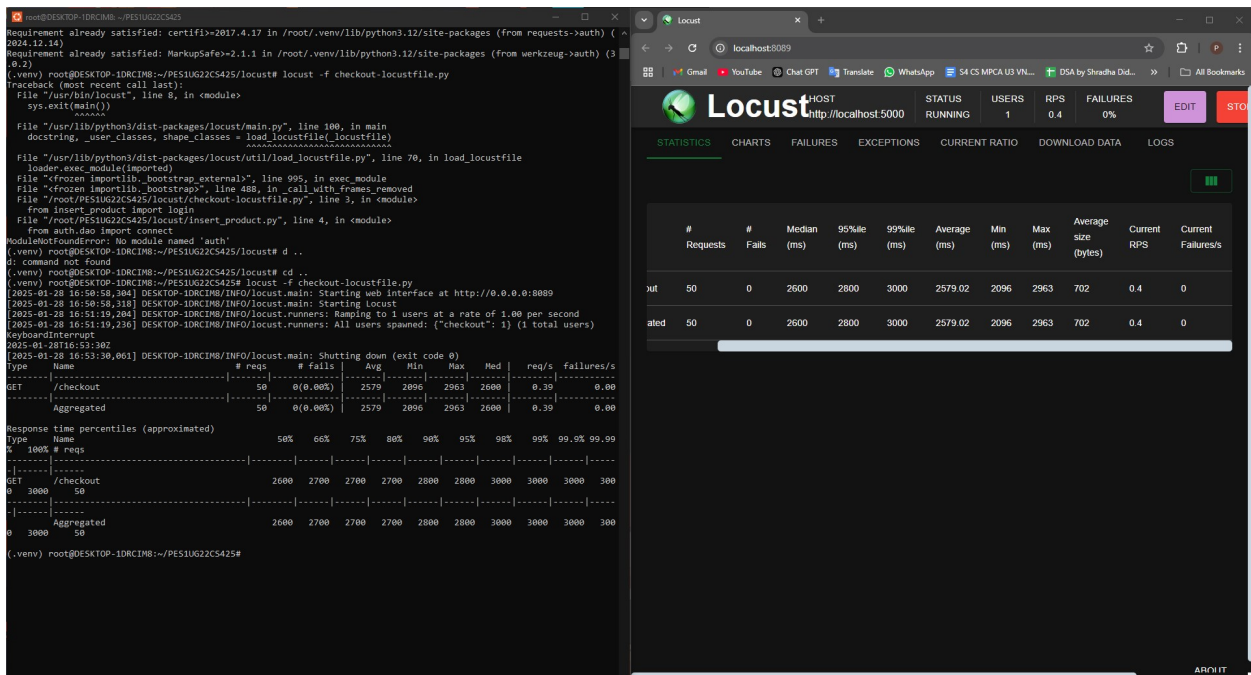 root@DESKTOP-1DRCIM8: ~/PES1UG22CS425
Requirement already satisfied: certifi>=2017.4.17 in /root/.venv/lib/python3.12/site-packages (from requests->auth) (
2024.12.14)
Requirement already satisfied: MarkupSafe>=2.1.1 in /root/.venv/lib/python3.12/site-packages (from werkzeug->auth) (3
.0.2)
(.venv) root@DESKTOP-1DRCIM8:~/PES1UG22CS425/locust# locust -f checkout-locustfile.py
Traceback (most recent call last):
  File "/usr/bin/locust", line 8, in <module>
    sys.exit(main())
             ^^^^^^
  File "/usr/lib/python3/dist-packages/locust/main.py", line 100, in main
    docstring, _user_classes, shape_classes = load_locustfile(_locustfile)
                                              ^^^^^^^^^^^^^^^^^^^^^^^^^^^^
  File "/usr/lib/python3/dist-packages/locust/util/load_locustfile.py", line 70, in load_locustfile
    loader.exec_module(imported)
  File "<frozen importlib._bootstrap_external>", line 995, in exec_module
  File "<frozen importlib._bootstrap>", line 488, in _call_with_frames_removed
  File "/root/PES1UG22CS425/locust/checkout-locustfile.py", line 3, in <module>
    from insert_product import login
  File "/root/PES1UG22CS425/locust/insert_product.py", line 4, in <module>
    from auth.dao import connect
ModuleNotFoundError: No module named 'auth'
(.venv) root@DESKTOP-1DRCIM8:~/PES1UG22CS425/locust# d ..
d: command not found
(.venv) root@DESKTOP-1DRCIM8:~/PES1UG22CS425/locust# cd ..
(.venv) root@DESKTOP-1DRCIM8:~/PES1UG22CS425# locust -f checkout-locustfile.py
[2025-01-28 16:50:58,304] DESKTOP-1DRCIM8/INFO/locust.main: Starting web interface at http://0.0.0.0:8089
[2025-01-28 16:50:58,318] DESKTOP-1DRCIM8/INFO/locust.main: Starting Locust
[2025-01-28 16:51:19,204] DESKTOP-1DRCIM8/INFO/locust.runners: Ramping to 1 users at a rate of 1.00 per second
[2025-01-28 16:51:19,236] DESKTOP-1DRCIM8/INFO/locust.runners: All users spawned: {"checkout": 1} (1 total users)
KeyboardInterrupt
2025-01-28T16:53:30Z
[2025-01-28 16:53:30,061] DESKTOP-1DRCIM8/INFO/locust.main: Shutting down (exit code 0)
Type     Name     # reqs     # fails |     Avg     Min     Max     Med |     req/s  failures/s
GET      /checkout     50     0(0.00%) |     2579     2096     2963     2600 |     0.39     0.00
         Aggregated     50     0(0.00%) |     2579     2096     2963     2600 |     0.39     0.00
Response time percentiles (approximated)
Type     Name     50%     66%     75%     80%     90%     95%     98%     99%  99.9% 99.99
%   100% # reqs
GET      /checkout     2600     2700     2700     2700     2800     2800     3000     3000     3000     300
0   3000     50
         Aggregated     2600     2700     2700     2700     2800     2800     3000     3000     3000     300
0   3000     50
(.venv) root@DESKTOP-1DRCIM8:~/PES1UG22CS425#
Locust
localhost:8089
P
Gmail YouTube Chat GPT Translate WhatsApp S4 CS MPCA U3 VN... DSA by Shradha Did... » All Bookmarks
Locust
HOST
http://localhost:5000
STATUS
RUNNING
USERS
1
RPS
0.4
FAILURES
0%
EDIT
STO
STATISTICS CHARTS FAILURES EXCEPTIONS CURRENT RATIO DOWNLOAD DATA LOGS
# Requests # Fails Median (ms) 95%ile (ms) 99%ile (ms) Average (ms) Min (ms) Max (ms) Average size (bytes) Current RPS Current Failures/s
out 50 0 2600 2800 3000 2579.02 2096 2963 702 0.4 0
ated 50 0 2600 2800 3000 2579.02 2096 2963 702 0.4 0
ABOUT